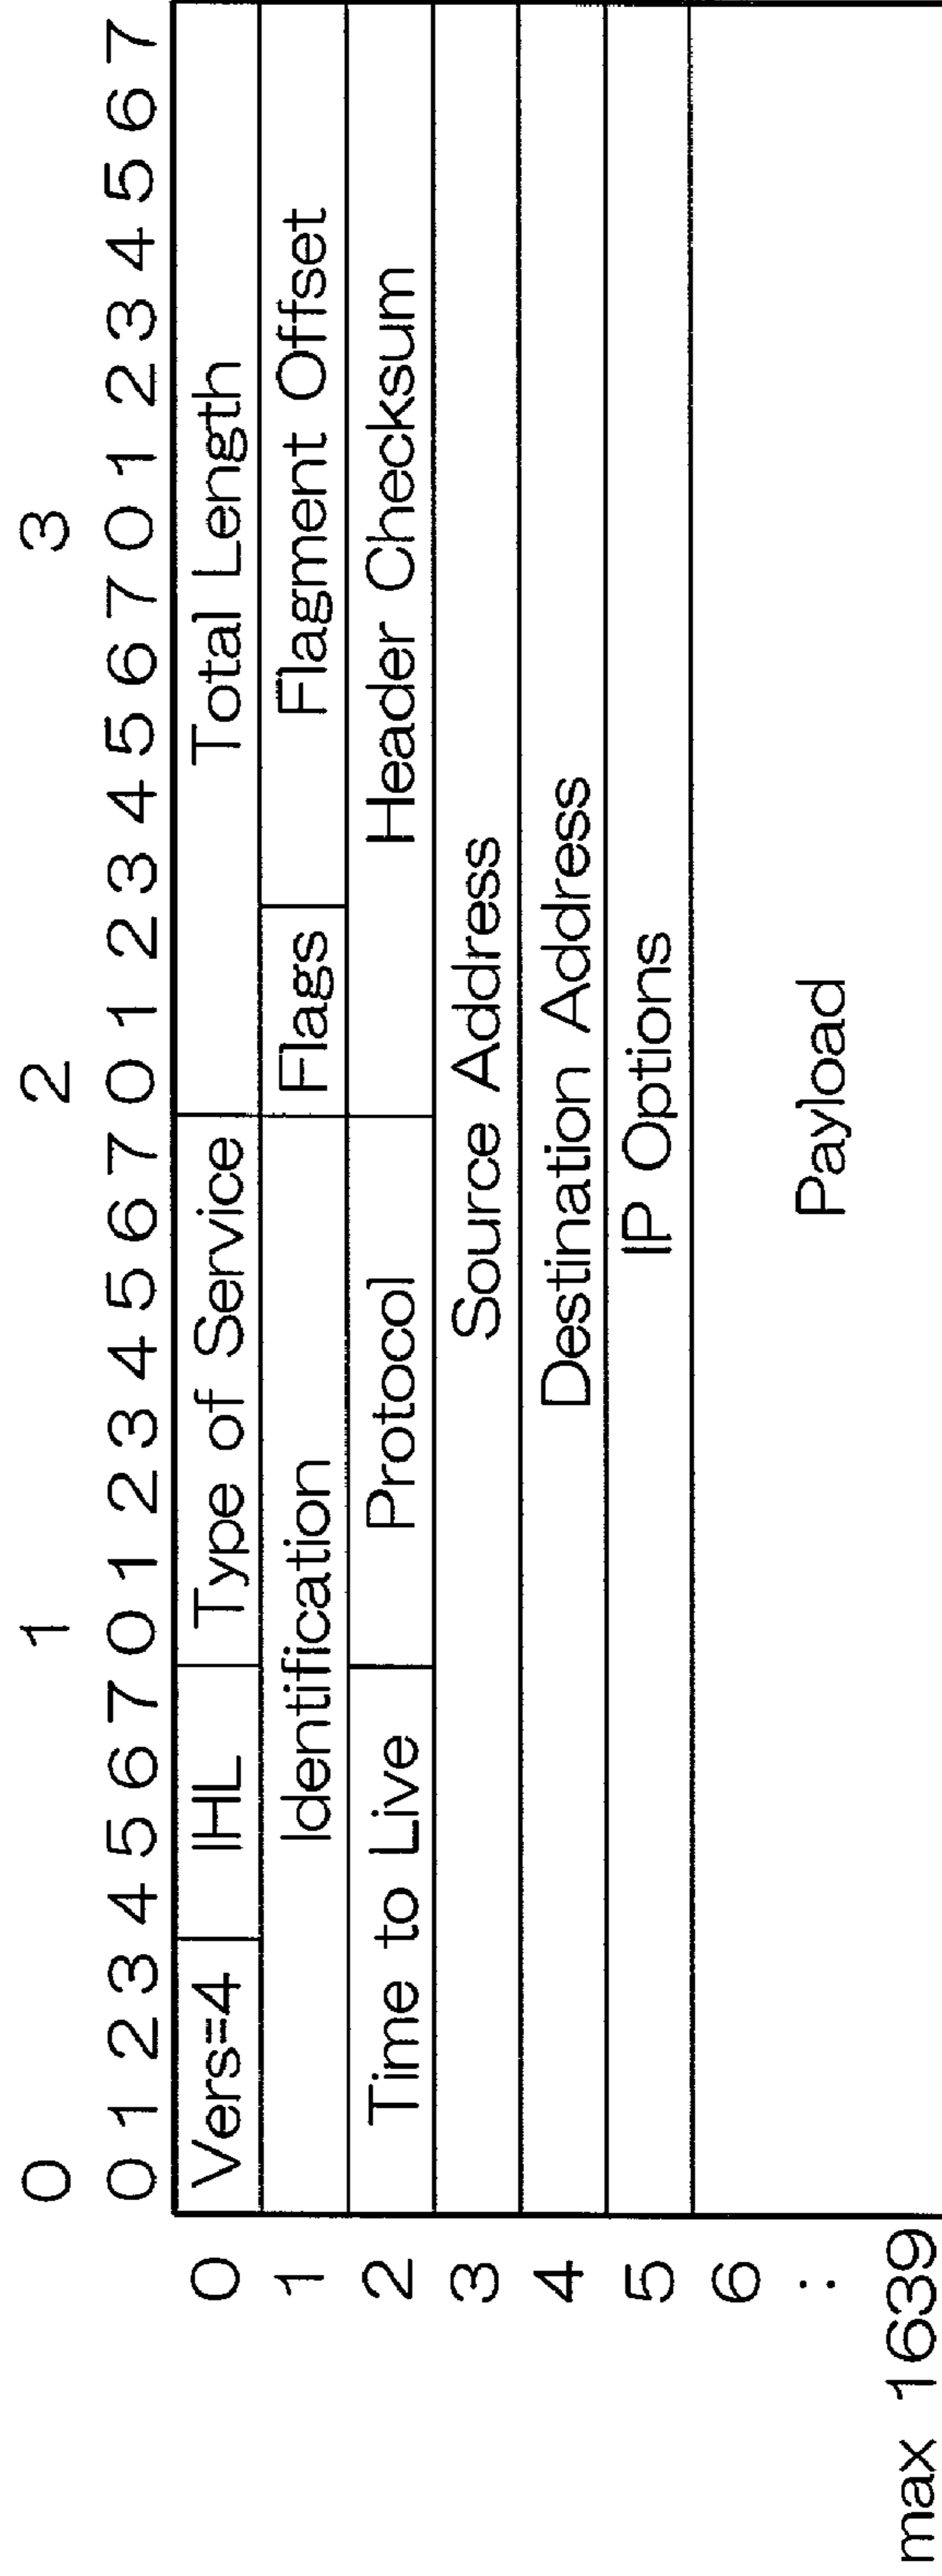 0 1 2 3
0 1 2 3 4 5 6 7 0 1 2 3 4 5 6 7 0 1 2 3 4 5 6 7 0 1 2 3 4 5 6 7
0 Vers=4 IHL Type of Service Total Length
1 Identification Flags Flagment Offset
2 Time to Live Protocol Header Checksum
3 Source Address
4 Destination Address
5 IP Options
6
: Payload
max 1639